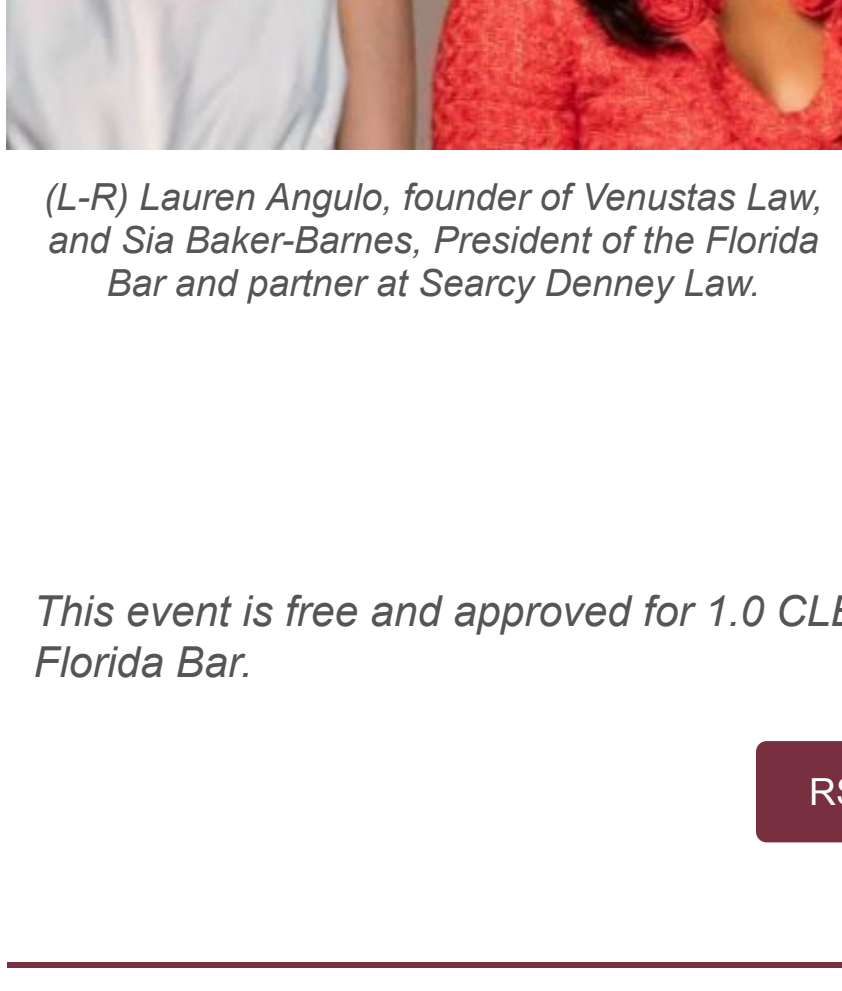 (L-R) Lauren Angulo, founder of Venustas Law,
and Sia Baker-Barnes, President of the Florida
Bar and partner at Searcy Denney Law.
This event is free and approved for 1.0 CLE
Florida Bar.